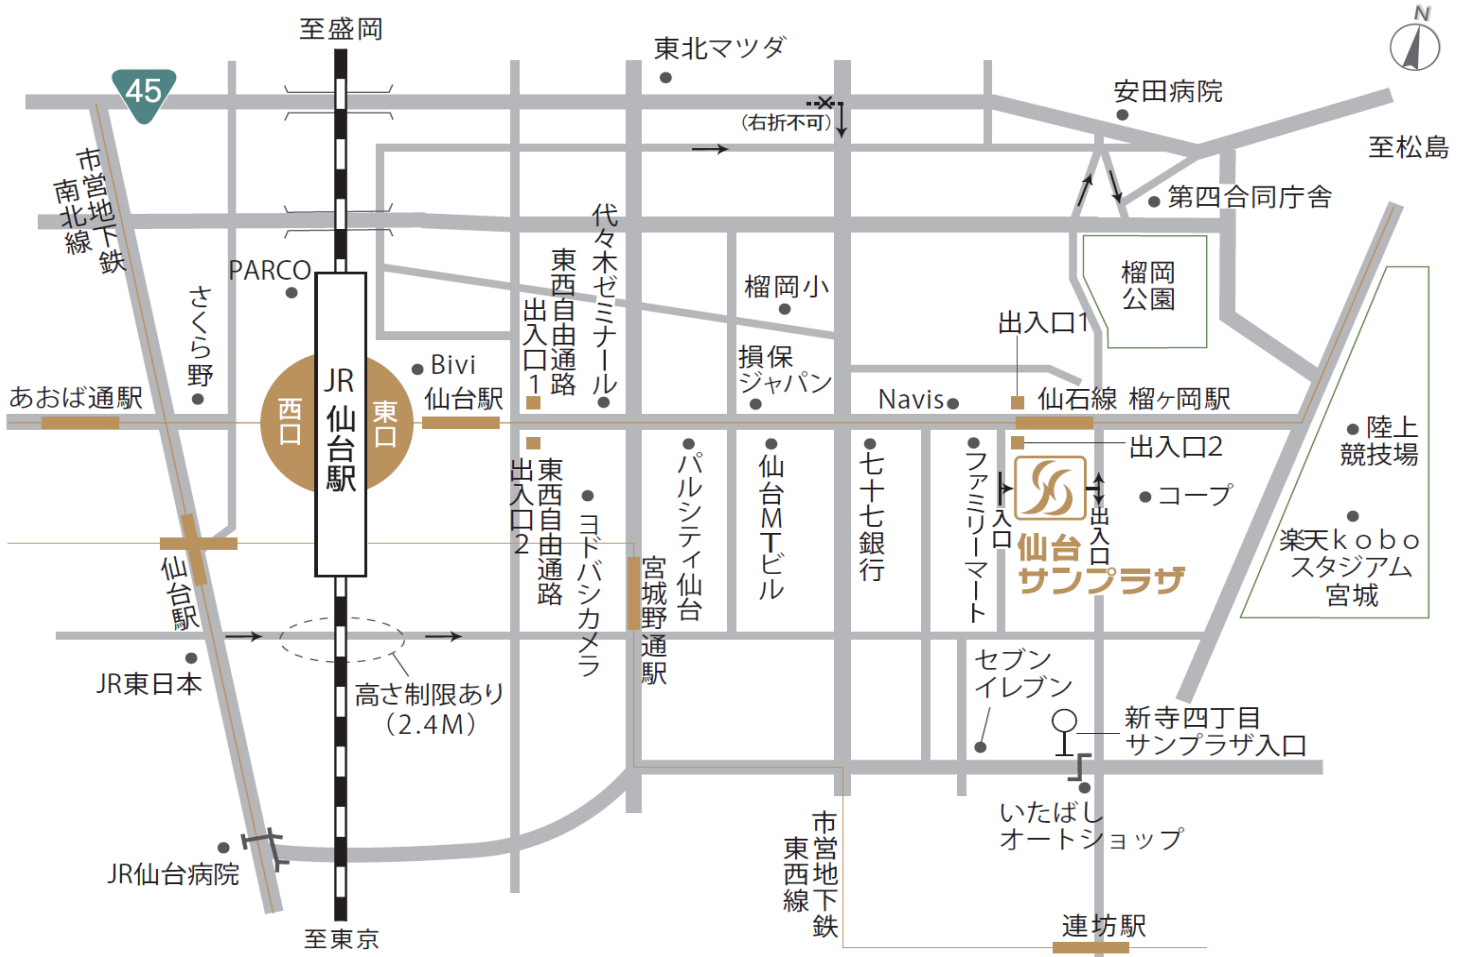 至盛岡
N
東北マツダ
45
安田病院
(右折不可)
至松島
市営地下鉄
南北線
第四合同庁舎
代々木ゼミナール
PARCO
東西自由通路
出入口1
榴岡
公園
榴岡小
さくら野
出入口1
Bivi
損保
ジャパン
JR仙台駅
あおば通駅
西口
東口
仙台駅
Navis
仙石線 榴ヶ岡駅
陸上
競技場
出入口2
東西自由通路
出入口2
ヨドバシカメラ
パルシティ仙台
仙台MTビル
七十七銀行
ファミリーマート
入口
出入口
コープ
仙台
サンプラザ
楽天kobo
スタジアム
宮城
仙台駅
宮城野通駅
JR東日本
高さ制限あり
(2.4M)
セブン
イレブン
新寺四丁目
サンプラザ入口
いたばし
オートショップ
市営地下鉄
東西線
JR仙台病院
連坊駅
至東京